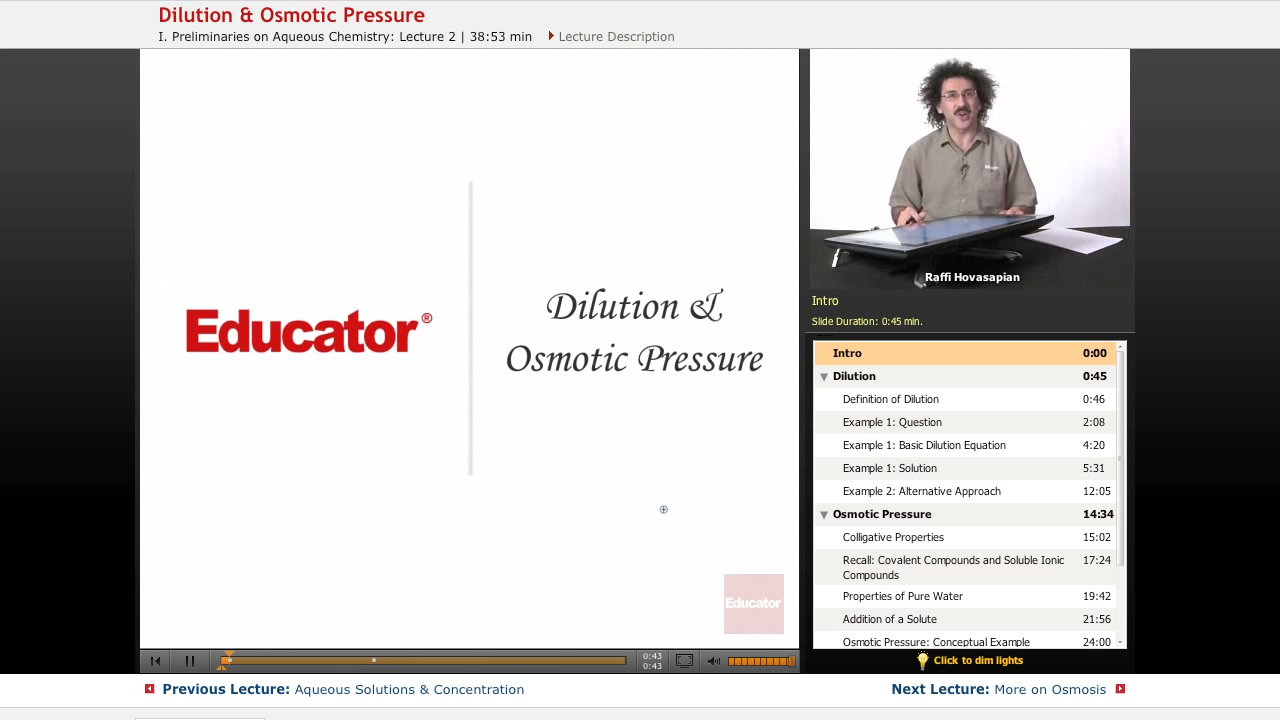 Dilution & Osmotic Pressure
I. Preliminaries on Aqueous Chemistry: Lecture 2 | 38:53 min
Lecture Description
Educator®
Dilution &
Osmotic Pressure
Educator
Raffi Hovasapian
Intro
Slide Duration: 0:45 min.
Intro 0:00
Dilution 0:45
Definition of Dilution 0:46
Example 1: Question 2:08
Example 1: Basic Dilution Equation 4:20
Example 1: Solution 5:31
Example 2: Alternative Approach 12:05
Osmotic Pressure 14:34
Colligative Properties 15:02
Recall: Covalent Compounds and Soluble Ionic 17:24
Compounds
Properties of Pure Water 19:42
Addition of a Solute 21:56
Osmotic Pressure: Conceptual Example 24:00
0:43
0:43
Click to dim lights
Previous Lecture: Aqueous Solutions & Concentration
Next Lecture: More on Osmosis